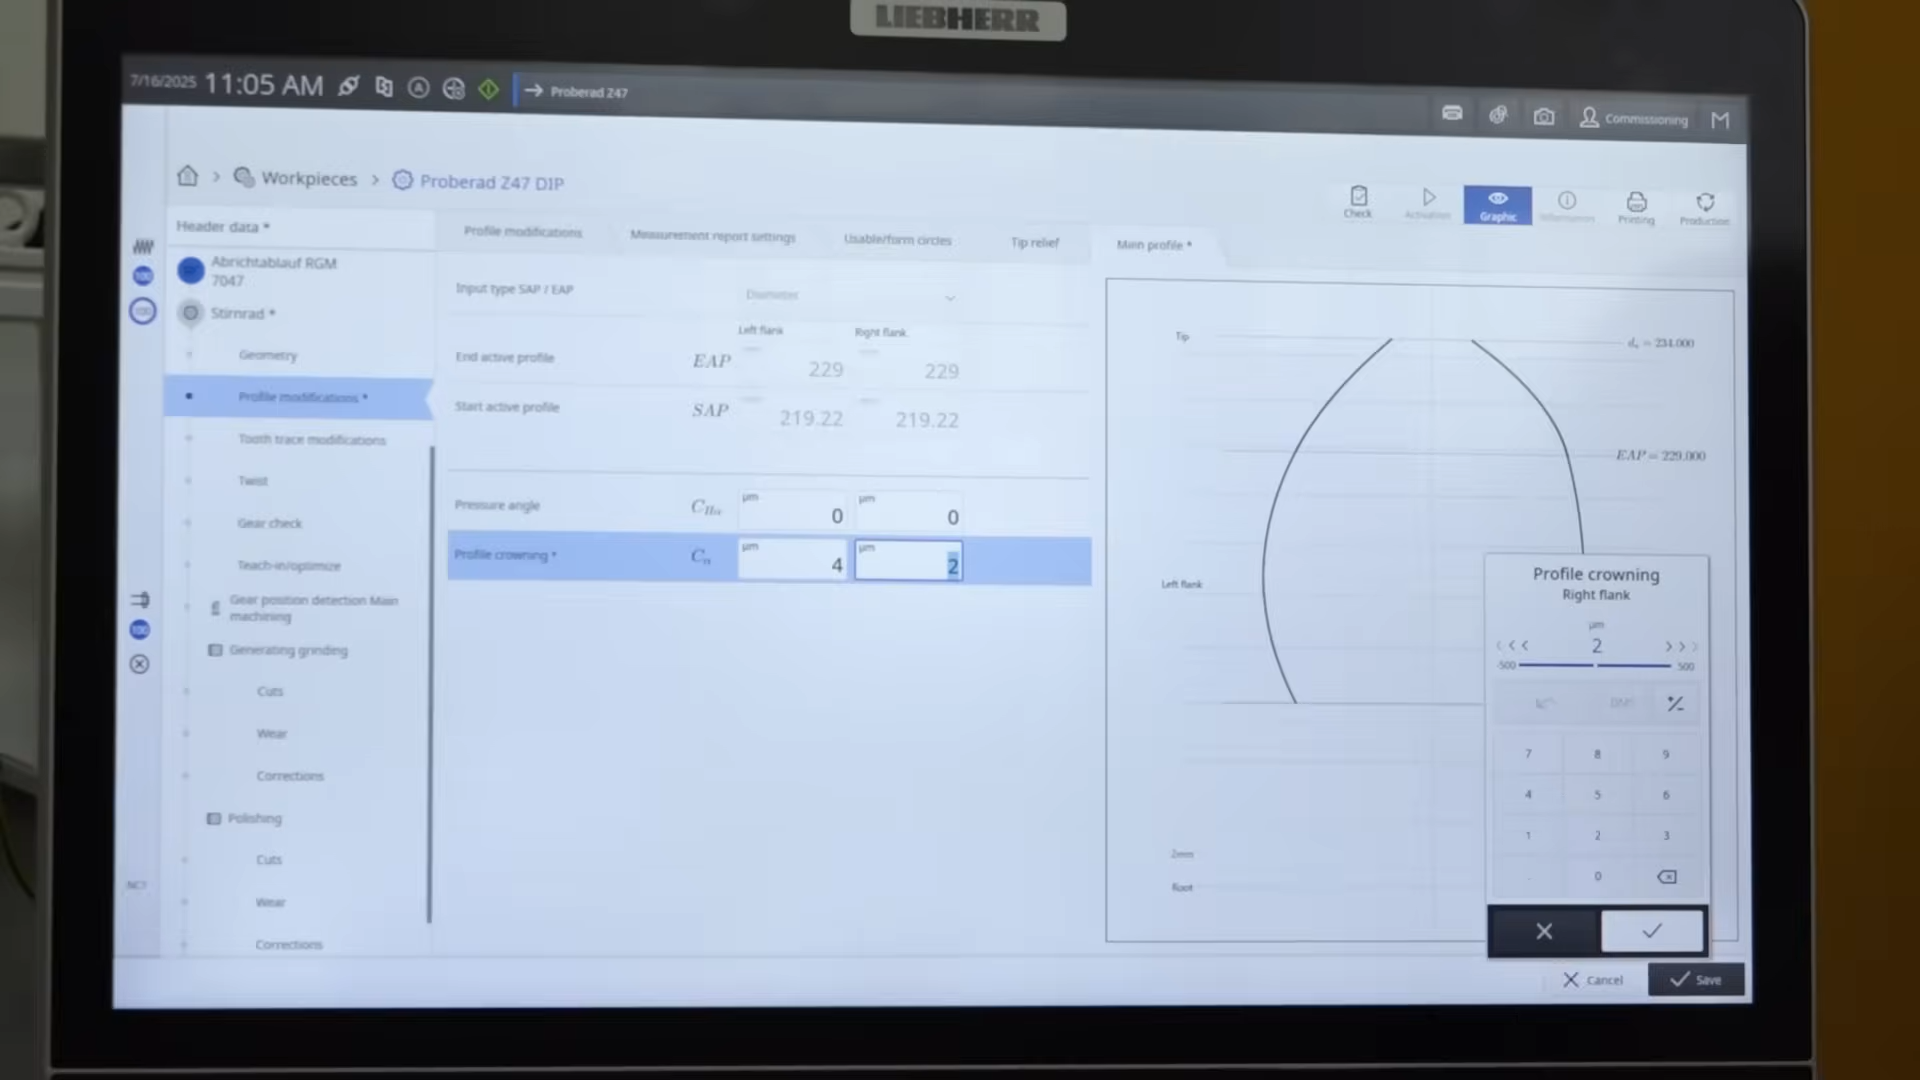 LIEBHERR
7/16/2025 11:05 AM
Proberad Z47
Commissioning
Workpieces
Proberad Z47 DIP
Check
Activation
Graphic
Information
Printing
Production
Header data *
Abrichtablauf RGM
7047
Stirnrad *
Geometry
Profile modifications *
Tooth trace modifications
Twist
Gear check
Teach-in/optimize
Gear position detection Main
machining
Generating grinding
Cuts
Wear
Corrections
Polishing
Cuts
Wear
Corrections
Profile modifications
Measurement report settings
Usable/form circles
Tip relief
Main profile *
Input type SAP / EAP
Diameter
Left flank
Right flank
End active profile EAP 229 229
Start active profile SAP 219.22 219.22
Pressure angle µm 0 µm 0
Profile crowning * µm 4 µm 2
Tip
= 234.000
EAP = 229.000
Left flank
2mm
Root
Profile crowning
Right flank
µm
2
-500 500
7 8 9
4 5 6
1 2 3
. 0
Cancel
Save